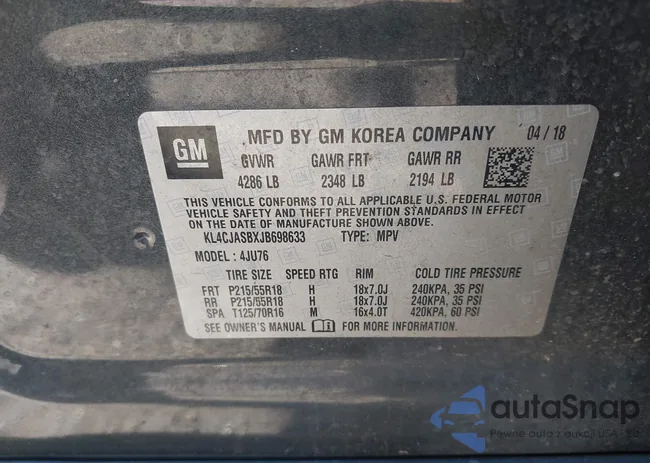 GM
MFD BY GM KOREA COMPANY 04/18
GVWR GAWR FRT GAWR RR
4286 LB 2348 LB 2194 LB
THIS VEHICLE CONFORMS TO ALL APPLICABLE U.S. FEDERAL MOTOR
VEHICLE SAFETY AND THEFT PREVENTION STANDARDS IN EFFECT
ON THE DATE OF MANUFACTURE SHOWN ABOVE.
KL4CJASBXJB698633 TYPE: MPV
MODEL: 4JU76
TIRE SIZE SPEED RTG RIM COLD TIRE PRESSURE
FRT P215/55R18 H 18x7.0J 240KPA, 35 PSI
RR P215/55R18 H 18x7.0J 240KPA, 35 PSI
SPA T125/70R16 M 16x4.0T 420KPA, 60 PSI
SEE OWNER'S MANUAL FOR MORE INFORMATION.
autaSnap
Pewne auta z aukcji USA